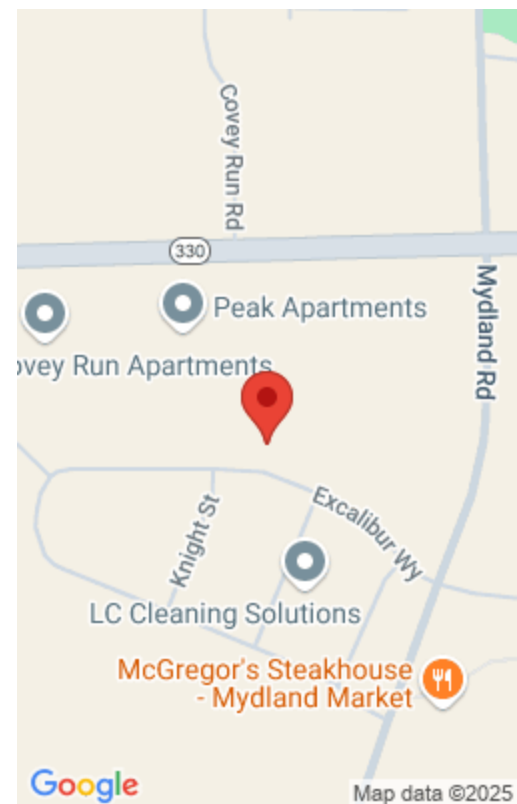 Covey Run Rd
330
Mydland Rd
Peak Apartments
ovey Run Apartments
Knight St
Excalibur Wy
LC Cleaning Solutions
McGregor's Steakhouse
- Mydland Market
Google
Map data ©2025